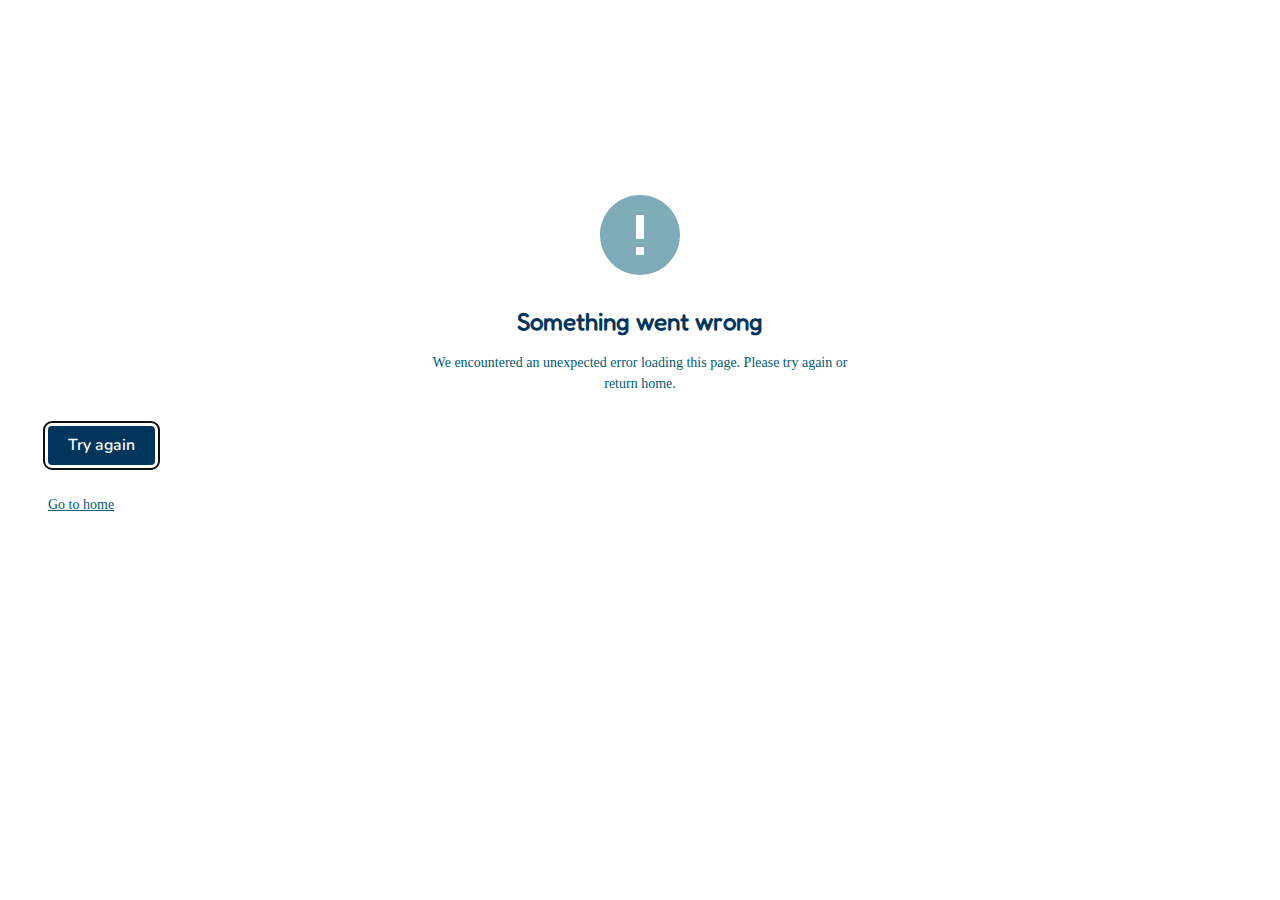 Something went wrong
We encountered an unexpected error loading this page. Please try again or
return home.
Try again
Go to home